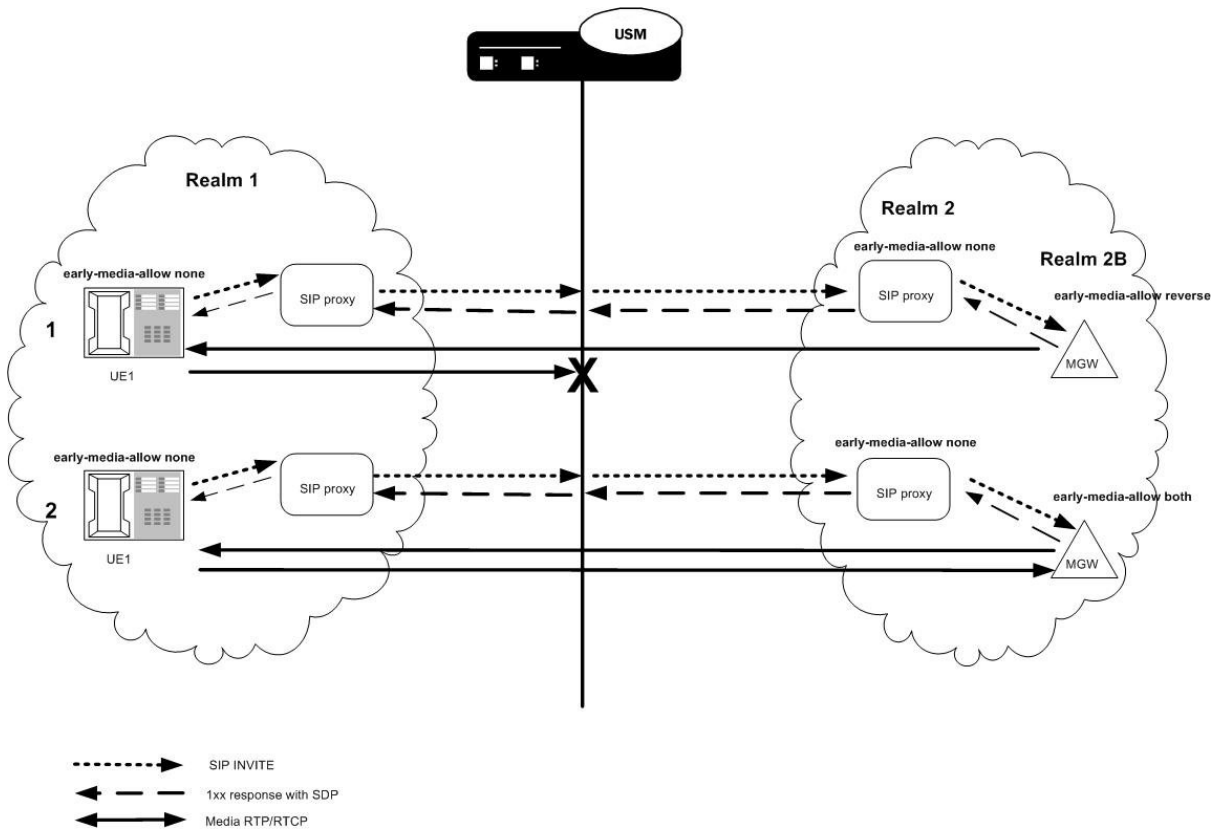 USM
Realm 1
Realm 2
early-media-allow none
Realm 2B
early-media-allow none
SIP proxy
SIP proxy
early-media-allow reverse
1
MGW
UE1
early-media-allow none
early-media-allow none
SIP proxy
SIP proxy
early-media-allow both
2
UE1
MGW
SIP INVITE
1xx response with SDP
Media RTP/RTCP